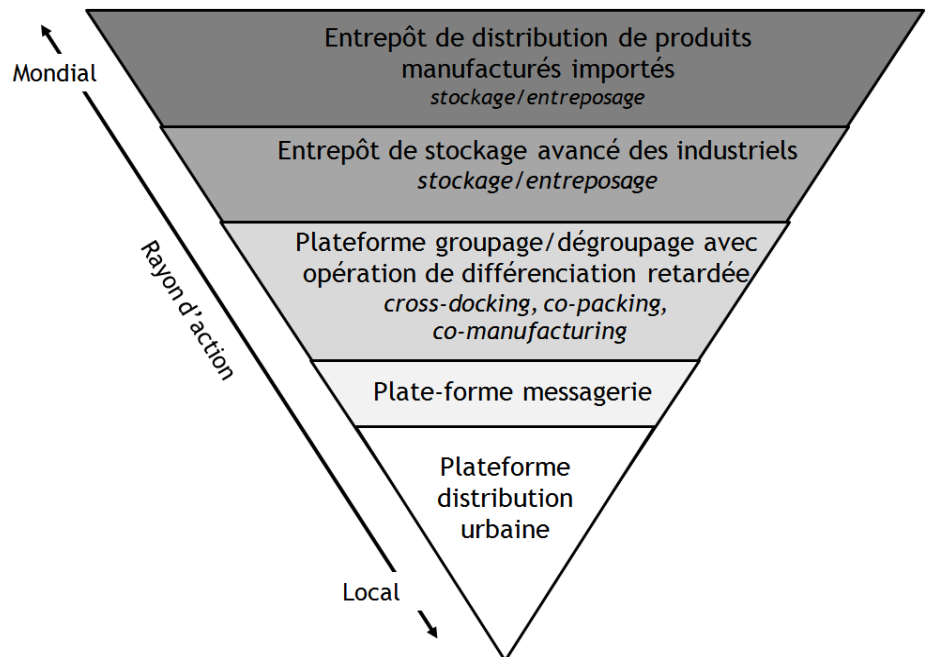 Entrepôt de distribution de produits
manufacturés importés
stockage/entreposage
Mondial
Entrepôt de stockage avancé des industriels
stockage/entreposage
Plateforme groupage/dégroupage avec
opération de différenciation retardée
cross-docking, co-packing,
co-manufacturing
Rayon d'action
Plate-forme messagerie
Plateforme
distribution
urbaine
Local